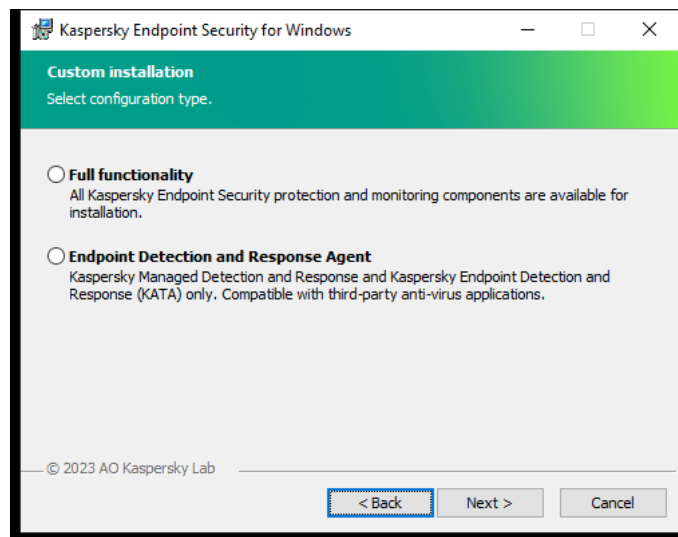 Kaspersky Endpoint Security for Windows
Custom installation
Select configuration type.
Full functionality
All Kaspersky Endpoint Security protection and monitoring components are available for
installation.
Endpoint Detection and Response Agent
Kaspersky Managed Detection and Response and Kaspersky Endpoint Detection and
Response (KATA) only. Compatible with third-party anti-virus applications.
© 2023 AO Kaspersky Lab
< Back Next > Cancel